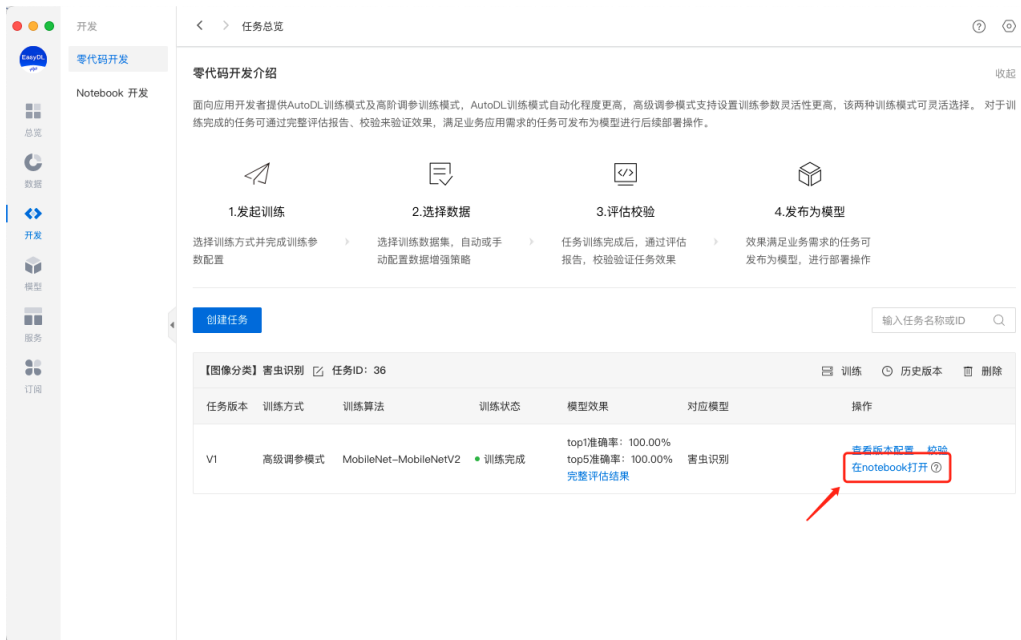 开发
任务总览
EasyDL
零代码开发
Notebook 开发
总览
数据
开发
模型
服务
订阅
零代码开发介绍
收起
面向应用开发者提供AutoDL训练模式及高阶调参训练模式，AutoDL训练模式自动化程度更高，高级调参模式支持设置训练参数灵活性更高，该两种训练模式可灵活选择。 对于训
练完成的任务可通过完整评估报告、校验来验证效果，满足业务应用需求的任务可发布为模型进行后续部署操作。
1.发起训练
选择训练方式并完成训练参
数配置
2.选择数据
选择训练数据集，自动或手
动配置数据增强策略
3.评估校验
任务训练完成后，通过评估
报告，校验验证任务效果
4.发布为模型
效果满足业务需求的任务可
发布为模型，进行部署操作
创建任务
输入任务名称或ID
【图像分类】害虫识别 任务ID：36
训练 历史版本 删除
任务版本 训练方式 训练算法 训练状态 模型效果 对应模型 操作
V1 高级调参模式 MobileNet-MobileNetV2 训练完成
top1准确率：100.00%
top5准确率：100.00%
完整评估结果
害虫识别
查看版本配置 校验
在notebook打开